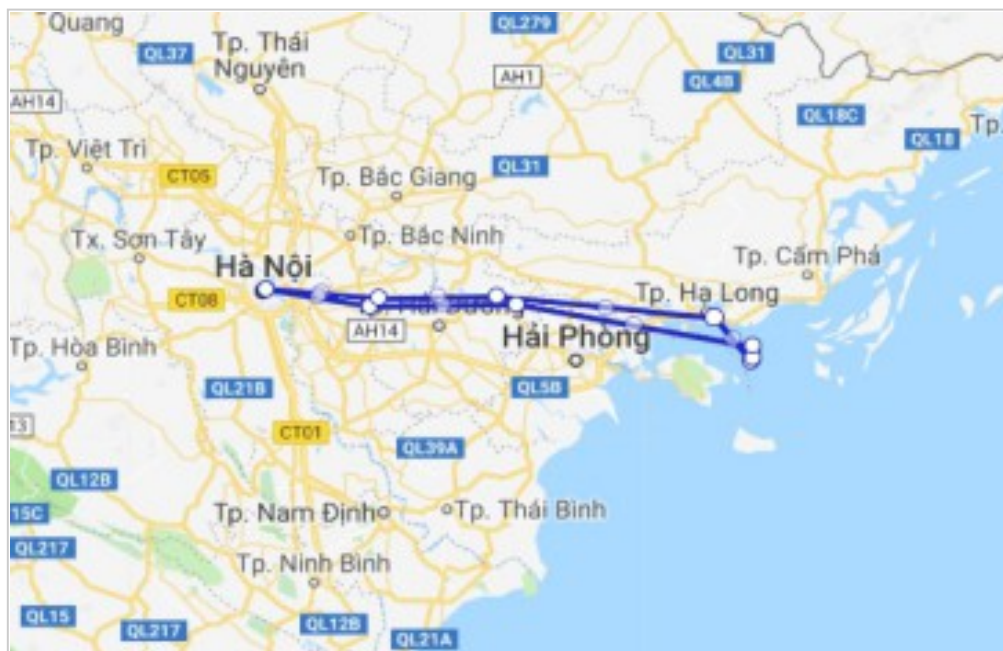 Quang
QL37
Tp. Thái
Nguyên
QL279
QL31
AH1
QL4B
AH14
QL18C
QL18
Tp.
Tp. Việt Trì
CT05
Tp. Bắc Giang
QL31
Tx. Sơn Tây
Tp. Bắc Ninh
Hà Nội
Tp. Cẩm Phả
CT08
Tp. Hạ Long
AH14
Hải Phòng
Tp. Hòa Bình
QL21B
QL5B
13
CT01
QL39A
QL12B
15C
Tp. Nam Định
Tp. Thái Bình
QL217
Tp. Ninh Bình
QL15
QL217
QL12B
QL21A